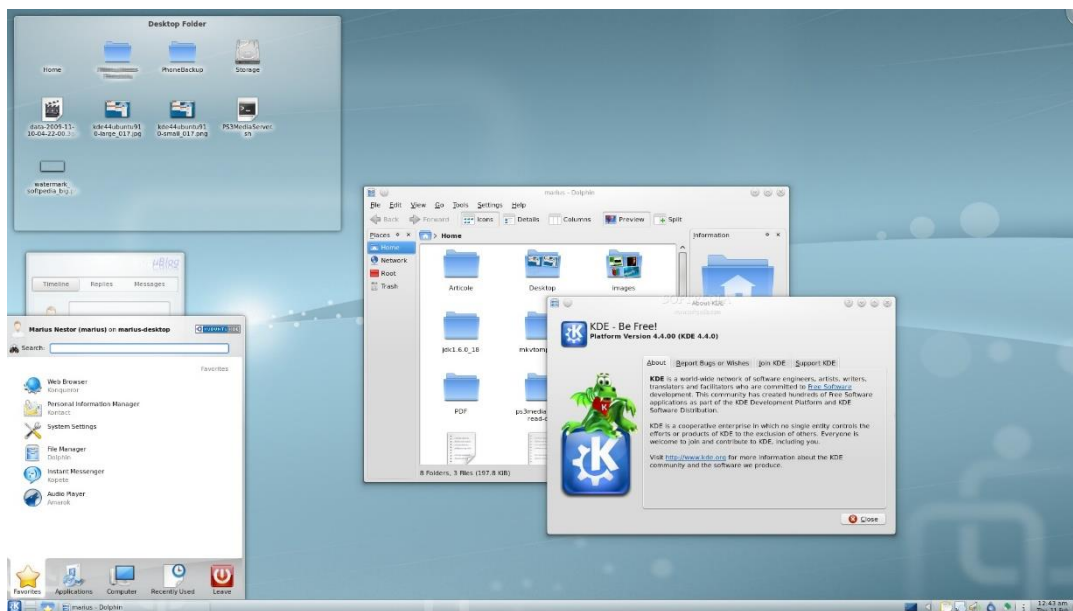 Desktop Folder
Home
PhoneBackup
Storage
data-2009-11-
kde44ubuntu91
0-large_017.jpg
kde44ubuntu91
0-small_017.png
PS3MediaServer.
sh
watermark_
softpedia_big.
µBlog
Timeline Replies Messages
Marius Nestor (marius) on marius-desktop
Search:
Favorites
Web Browser
Konqueror
Personal Information Manager
Kontact
System Settings
File Manager
Dolphin
Instant Messenger
Kopete
Audio Player
Amarok
Favorites Applications Computer Recently Used Leave
marius - Dolphin
File Edit View Go Tools Settings Help
Back Forward Icons Details Columns Preview Split
Places
Home
Network
Root
Trash
> Home
Information
Articole
Desktop
images
jdk1.6.0_18
PDF
8 Folders, 3 Files (197.8 KiB)
About KDE
KDE - Be Free!
Platform Version 4.4.00 (KDE 4.4.0)
About Report Bugs or Wishes Join KDE Support KDE
KDE is a world-wide network of software engineers, artists, writers,
translators and facilitators who are committed to Free Software
development. This community has created hundreds of Free Software
applications as part of the KDE Development Platform and KDE
Software Distribution.
KDE is a cooperative enterprise in which no single entity controls the
efforts or products of KDE to the exclusion of others. Everyone is
welcome to join and contribute to KDE, including you.
Visit http://www.kde.org for more information about the KDE
community and the software we produce.
Close
marius - Dolphin
12:43 am